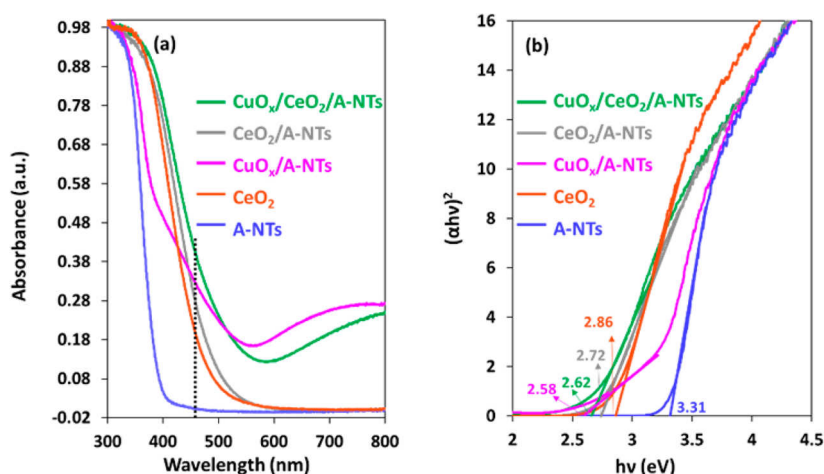 (a)
0.98
0.88
0.78
0.68
0.58
0.48
0.38
0.28
0.18
0.08
-0.02
Absorbance (a.u.)
CuOₓ/CeO₂/A-NTs
CeO₂/A-NTs
CuOₓ/A-NTs
CeO₂
A-NTs
300 400 500 600 700 800
Wavelength (nm)
(b)
16
14
12
10
8
6
4
2
0
(αhν)²
CuOₓ/CeO₂/A-NTs
CeO₂/A-NTs
CuOₓ/A-NTs
CeO₂
A-NTs
2.86
2.72
2.62
2.58
3.31
2 2.5 3 3.5 4 4.5 5
hν (eV)